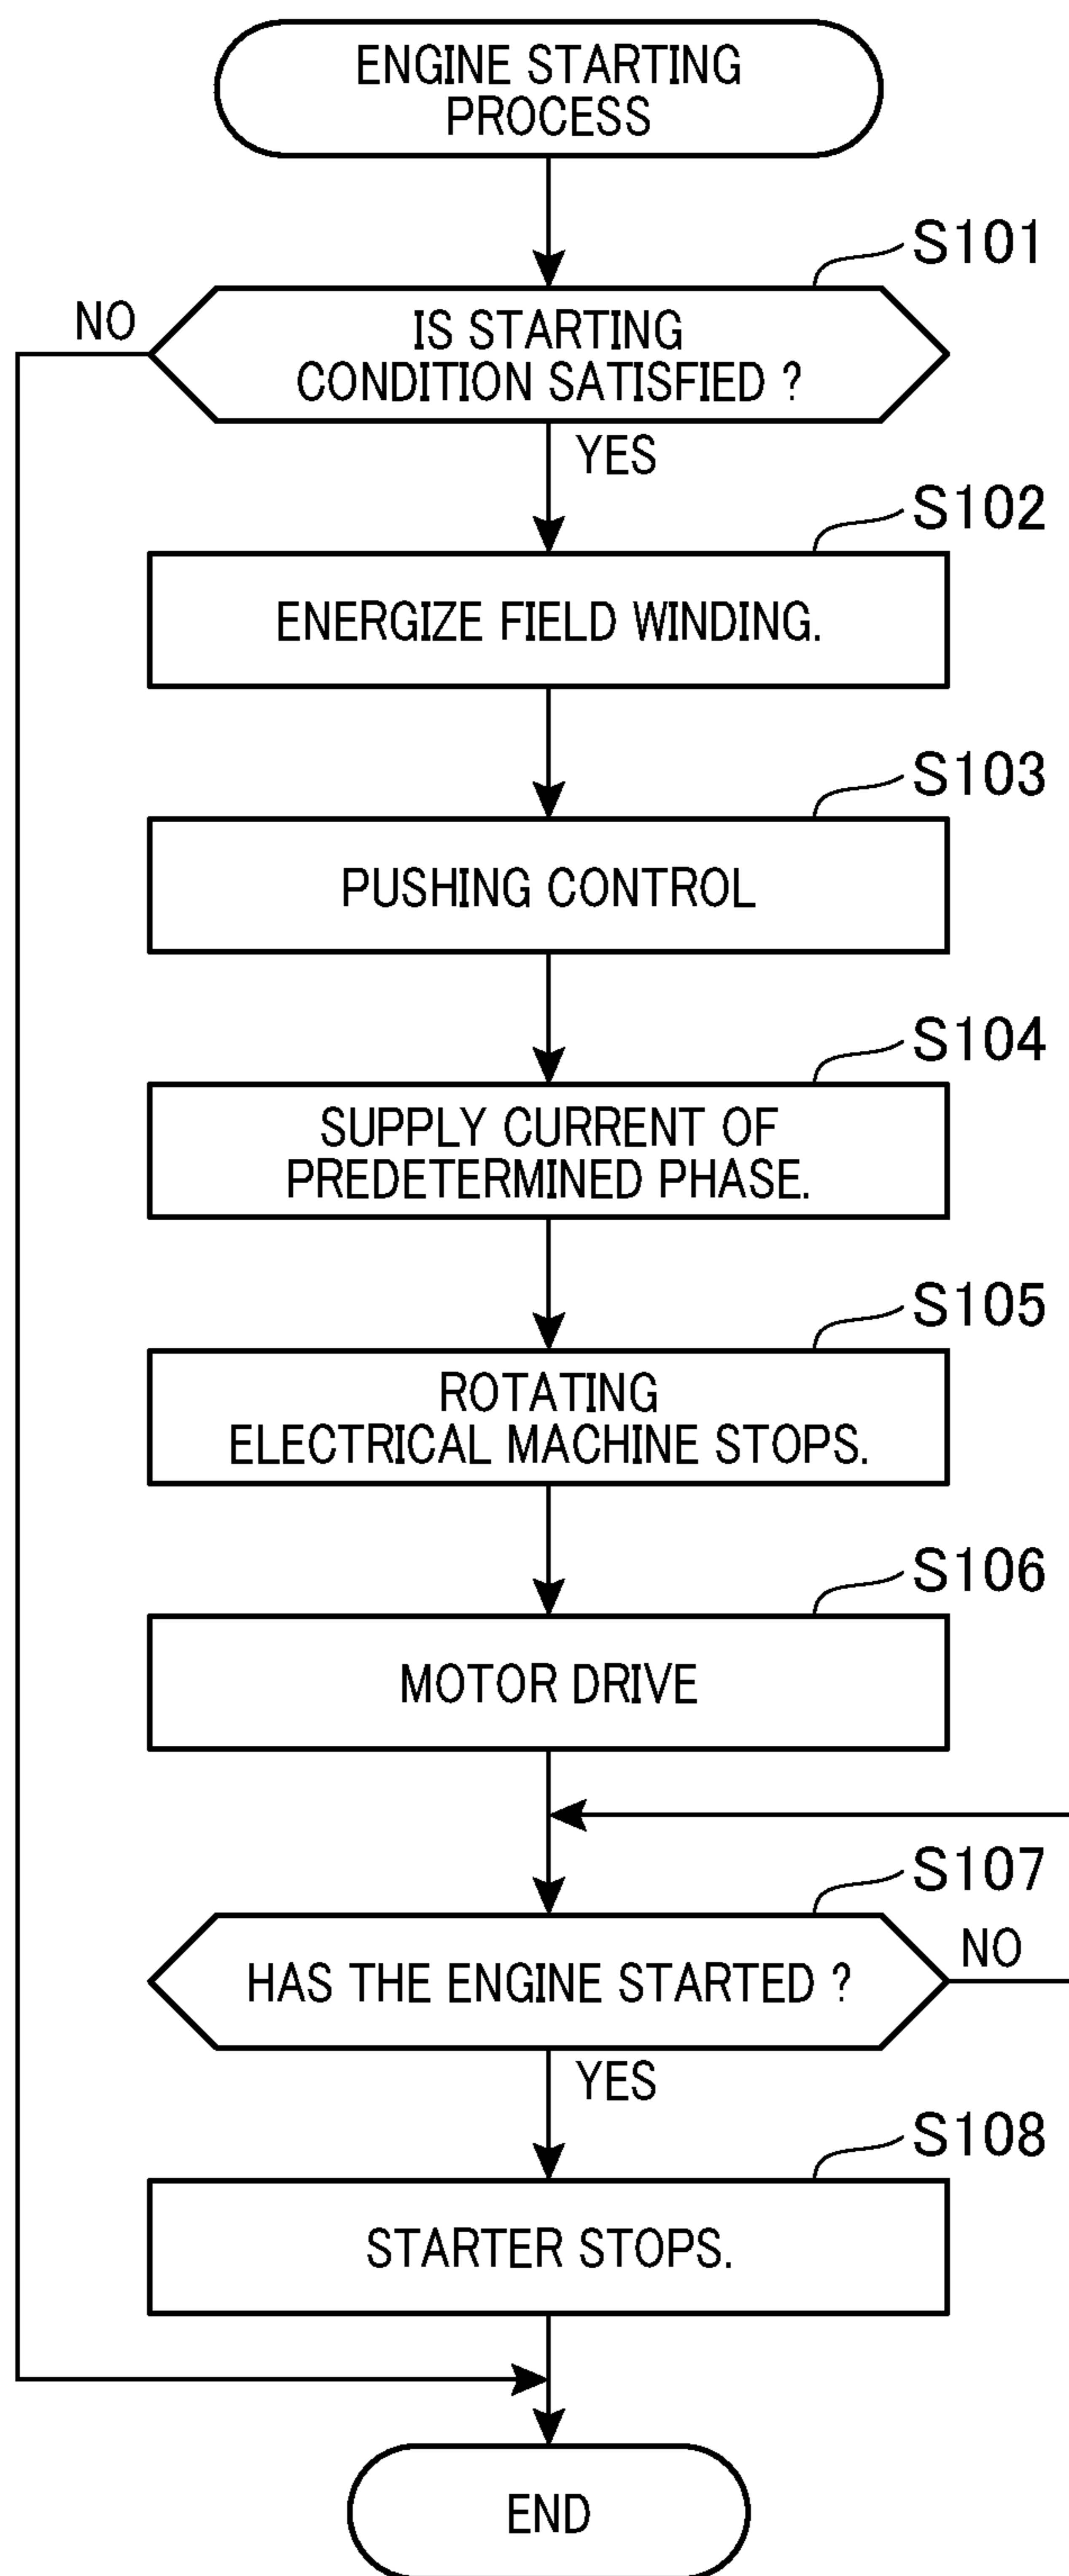 ENGINE STARTING
PROCESS
S101
NO
IS STARTING
CONDITION SATISFIED ?
YES
S102
ENERGIZE FIELD WINDING.
S103
PUSHING CONTROL
S104
SUPPLY CURRENT OF
PREDETERMINED PHASE.
S105
ROTATING
ELECTRICAL MACHINE STOPS.
S106
MOTOR DRIVE
S107
HAS THE ENGINE STARTED ?
NO
YES
S108
STARTER STOPS.
END